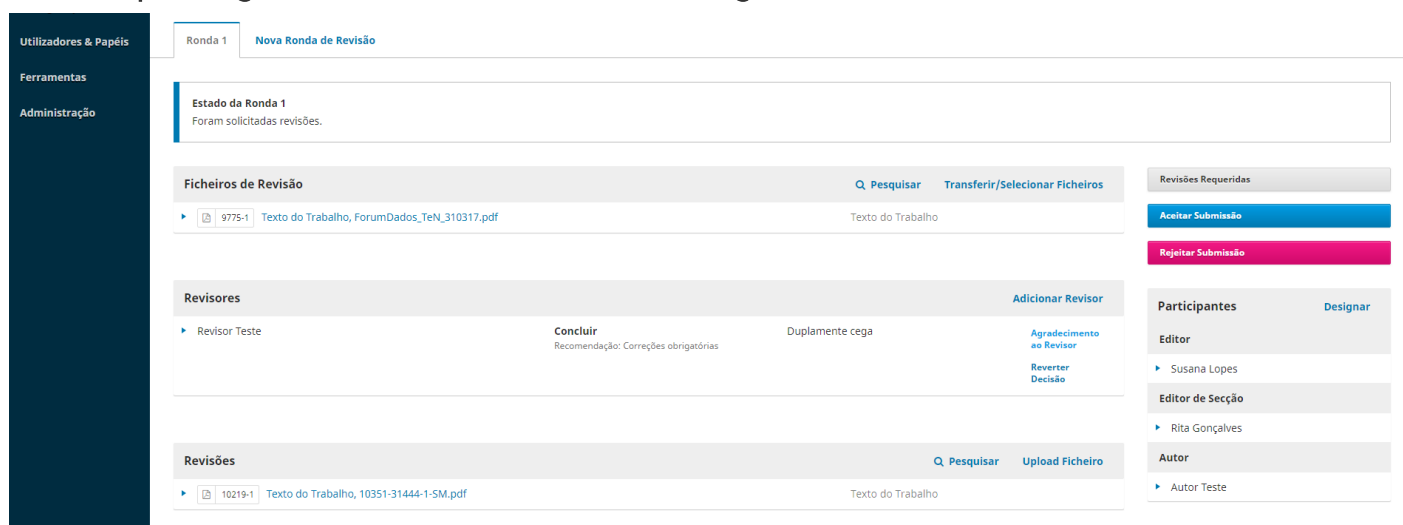 Utilizadores & Papéis
Ferramentas
Administração
Ronda 1
Nova Ronda de Revisão
Estado da Ronda 1
Foram solicitadas revisões.
Ficheiros de Revisão
Pesquisar
Transferir/Selecionar Ficheiros
9775-1 Texto do Trabalho, ForumDados_TeN_310317.pdf
Texto do Trabalho
Revisores
Adicionar Revisor
Revisor Teste
Concluir
Recomendação: Correções obrigatórias
Duplamente cega
Agradecimento
ao Revisor
Reverter
Decisão
Revisões
Pesquisar
Upload Ficheiro
10219-1 Texto do Trabalho, 10351-31444-1-SM.pdf
Texto do Trabalho
Revisões Requeridas
Aceitar Submissão
Rejeitar Submissão
Participantes
Designar
Editor
Susana Lopes
Editor de Secção
Rita Gonçalves
Autor
Autor Teste